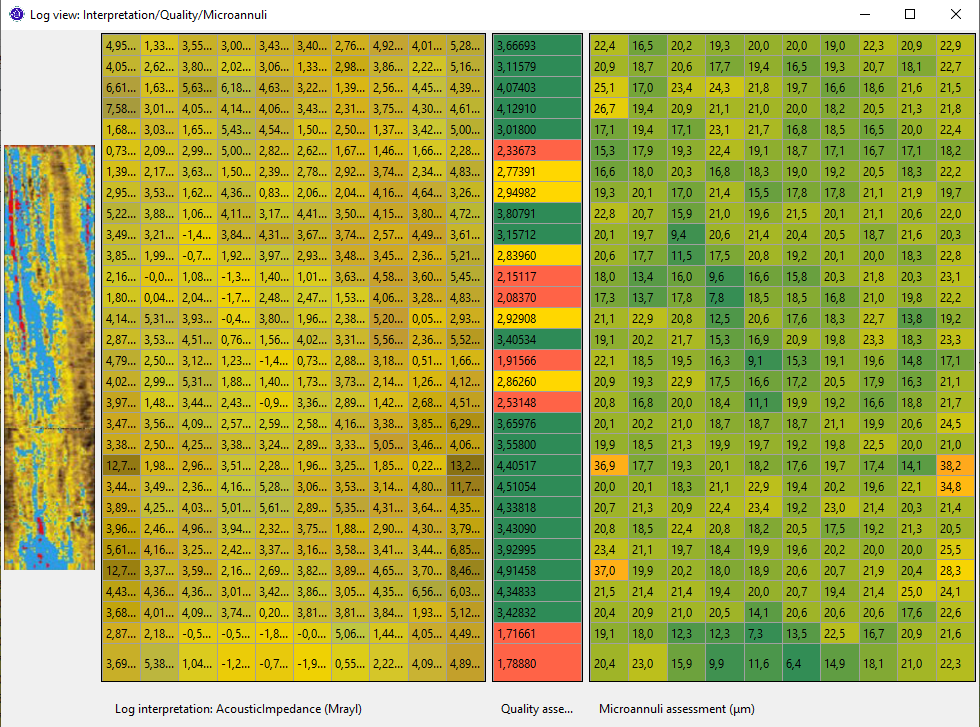 Log view: Interpretation/Quality/Microannuli
4,95... 1,33... 3,55... 3,00... 3,43... 3,40... 2,76... 4,92... 4,01... 5,28... 3,66693 22,4 16,5 20,2 19,3 20,0 20,0 19,0 22,3 20,9 22,9
4,05... 2,62... 3,80... 2,02... 3,06... 1,33... 2,98... 3,86... 2,22... 5,16... 3,11579 20,9 18,7 20,6 17,7 19,4 16,5 19,3 20,7 18,1 22,7
6,61... 1,63... 5,63... 6,18... 4,63... 3,22... 1,39... 2,56... 4,45... 4,39... 4,07403 25,1 17,0 23,4 24,3 21,8 19,7 16,6 18,6 21,6 21,5
7,58... 3,01... 4,05... 4,14... 4,06... 3,43... 2,31... 3,75... 4,30... 4,61... 4,12910 26,7 19,4 20,9 21,1 21,0 20,0 18,2 20,5 21,3 21,8
1,68... 3,03... 1,65... 5,43... 4,54... 1,50... 2,50... 1,37... 3,42... 5,00... 3,01800 17,1 19,4 17,1 23,1 21,7 16,8 18,5 16,5 20,0 22,4
0,73... 2,09... 2,99... 5,00... 2,82... 2,62... 1,67... 1,46... 1,66... 2,28... 2,33673 15,3 17,9 19,3 22,4 19,1 18,7 17,1 16,7 17,1 18,2
1,39... 2,17... 3,63... 1,50... 2,39... 2,78... 2,92... 3,74... 2,34... 4,83... 2,77391 16,6 18,0 20,3 16,8 18,3 19,0 19,2 20,5 18,3 22,2
2,95... 3,53... 1,62... 4,36... 0,83... 2,06... 2,04... 4,16... 4,64... 3,26... 2,94982 19,3 20,1 17,0 21,4 15,5 17,8 17,8 21,1 21,9 19,7
5,22... 3,88... 1,06... 4,11... 3,17... 4,41... 3,50... 4,15... 3,80... 4,72... 3,80791 22,8 20,7 15,9 21,0 19,6 21,5 20,1 21,1 20,6 22,0
3,49... 3,21... -1,4... 3,84... 4,31... 3,67... 3,74... 2,57... 4,49... 3,61... 3,15712 20,1 19,7 9,4 20,6 21,4 20,4 20,5 18,7 21,6 20,3
3,85... 1,99... -0,7... 1,92... 3,97... 2,93... 3,48... 3,45... 2,36... 5,21... 2,83960 20,6 17,7 11,5 17,5 20,8 19,2 20,1 20,0 18,3 22,8
2,16... -0,0... 1,08... -1,3... 1,40... 1,01... 3,61... 4,58... 3,60... 5,45... 2,15117 18,0 13,4 16,0 9,6 16,6 15,8 20,3 21,8 20,3 23,1
1,80... 0,04... 2,04... -1,7... 2,48... 2,47... 1,53... 4,06... 3,28... 4,83... 2,08370 17,3 13,7 17,8 7,8 18,5 18,5 16,8 21,0 19,8 22,2
4,14... 5,31... 3,93... -0,4... 3,80... 1,96... 2,38... 5,20... 0,05... 2,93... 2,92908 21,1 22,9 20,8 12,5 20,6 17,6 18,3 22,7 13,8 19,2
2,87... 3,53... 4,51... 0,76... 1,56... 4,02... 3,31... 5,56... 2,36... 5,52... 3,40534 19,1 20,2 21,7 15,3 16,9 20,9 19,8 23,3 18,3 23,3
4,79... 2,50... 3,12... 1,23... -1,4... 0,73... 2,88... 3,18... 0,51... 1,66... 1,91566 22,1 18,5 19,5 16,3 9,1 15,3 19,1 19,6 14,8 17,1
4,02... 2,99... 5,31... 1,88... 1,40... 1,73... 3,73... 2,14... 1,26... 4,12... 2,86260 20,9 19,3 22,9 17,5 16,6 17,2 20,5 17,9 16,3 21,1
3,97... 1,48... 3,44... 2,43... -0,9... 3,36... 2,89... 1,42... 2,68... 4,51... 2,53148 20,8 16,8 20,0 18,4 11,1 19,9 19,2 16,6 18,8 21,7
3,47... 3,56... 4,09... 2,57... 2,59... 2,58... 4,16... 3,38... 3,85... 6,29... 3,65976 20,1 20,2 21,0 18,7 18,7 18,7 21,1 19,9 20,6 24,5
3,38... 2,50... 4,25... 3,38... 3,24... 2,89... 3,33... 5,05... 3,46... 4,06... 3,55800 19,9 18,5 21,3 19,9 19,7 19,2 19,8 22,5 20,0 21,0
12,7... 1,98... 2,96... 3,51... 2,28... 1,96... 3,25... 1,85... 0,22... 13,2... 4,40517 36,9 17,7 19,3 20,1 18,2 17,6 19,7 17,4 14,1 38,2
3,44... 3,49... 2,36... 4,16... 5,28... 3,06... 3,53... 3,14... 4,80... 11,7... 4,51054 20,0 20,1 18,3 21,1 22,9 19,4 20,2 19,6 22,1 34,8
3,89... 4,25... 4,03... 5,01... 5,61... 2,89... 5,35... 4,31... 3,64... 4,35... 4,33818 20,7 21,3 20,9 22,4 23,4 19,2 23,0 21,4 20,3 21,4
3,96... 2,46... 4,96... 3,94... 2,32... 3,75... 1,88... 2,90... 4,30... 3,79... 3,43090 20,8 18,5 22,4 20,8 18,2 20,5 17,5 19,2 21,3 20,5
5,61... 4,16... 3,25... 2,42... 3,37... 3,16... 3,58... 3,41... 3,44... 6,85... 3,92995 23,4 21,1 19,7 18,4 19,9 19,6 20,2 20,0 20,0 25,5
12,7... 3,37... 3,59... 2,16... 2,69... 3,82... 3,89... 4,65... 3,70... 8,46... 4,91458 37,0 19,9 20,2 18,0 18,9 20,6 20,7 21,9 20,4 28,3
4,43... 4,36... 4,36... 3,01... 3,42... 3,86... 3,05... 4,35... 6,56... 6,03... 4,34833 21,5 21,4 21,4 19,4 20,0 20,7 19,4 21,4 25,0 24,1
3,68... 4,01... 4,09... 3,74... 0,20... 3,81... 3,81... 3,84... 1,93... 5,12... 3,42832 20,4 20,9 21,0 20,5 14,1 20,6 20,6 20,6 17,6 22,6
2,87... 2,18... -0,5... -0,5... -1,8... -0,0... 5,06... 1,44... 4,05... 4,49... 1,71661 19,1 18,0 12,3 12,3 7,3 13,5 22,5 16,7 20,9 21,6
3,69... 5,38... 1,04... -1,2... -0,7... -1,9... 0,55... 2,22... 4,09... 4,89... 1,78880 20,4 23,0 15,9 9,9 11,6 6,4 14,9 18,1 21,0 22,3
Log interpretation: AcousticImpedance (Mrayl) Quality asse... Microannuli assessment (µm)